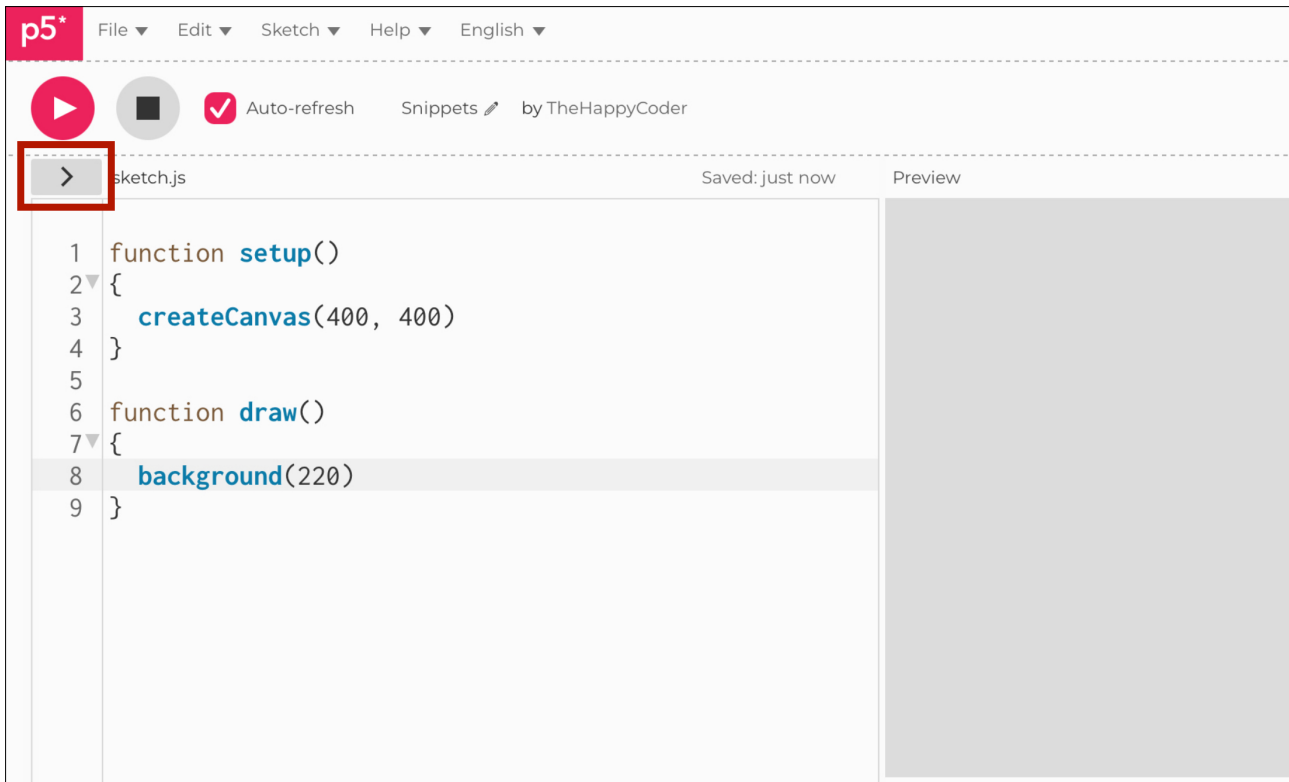 p5* File Edit Sketch Help English
Auto-refresh Snippets by TheHappyCoder
> sketch.js Saved: just now Preview
1 function setup()
2 {
3   createCanvas(400, 400)
4 }
5
6 function draw()
7 {
8   background(220)
9 }